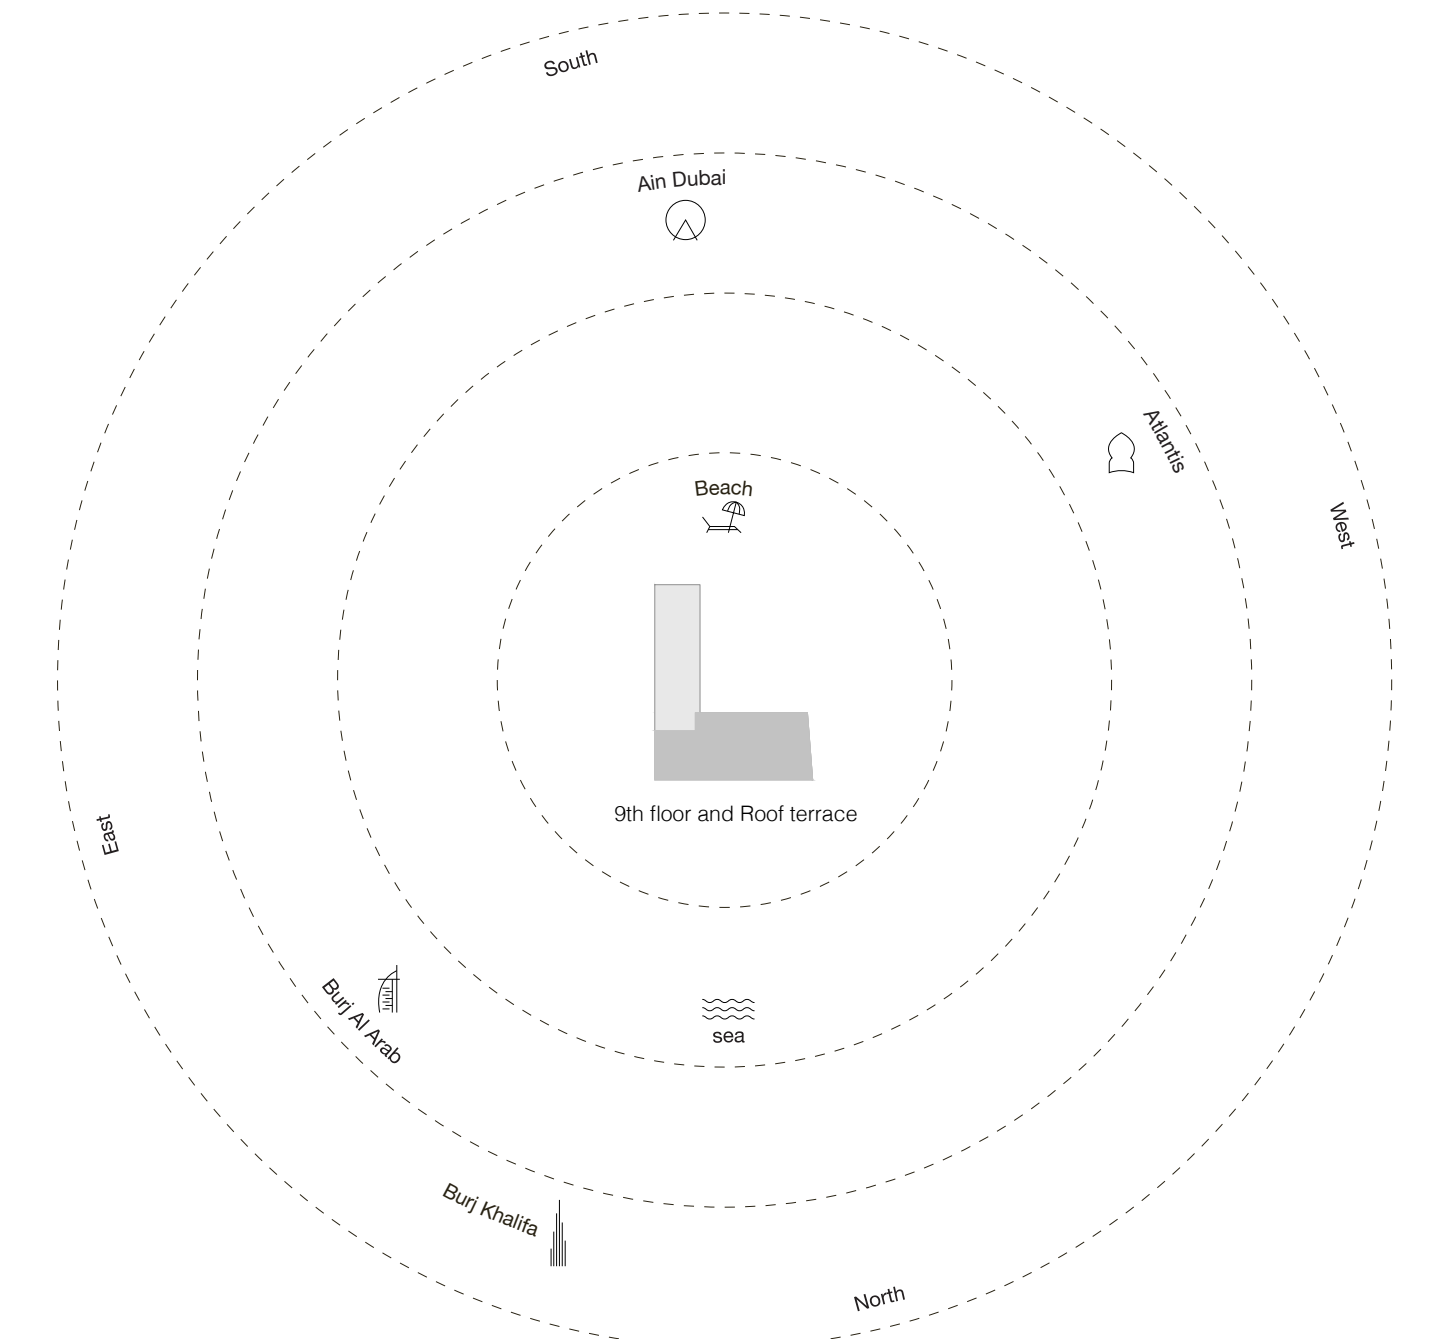 South
Ain Dubai
Atlantis
Beach
West
9th floor and Roof terrace
East
Burj Al Arab
sea
Burj Khalifa
North